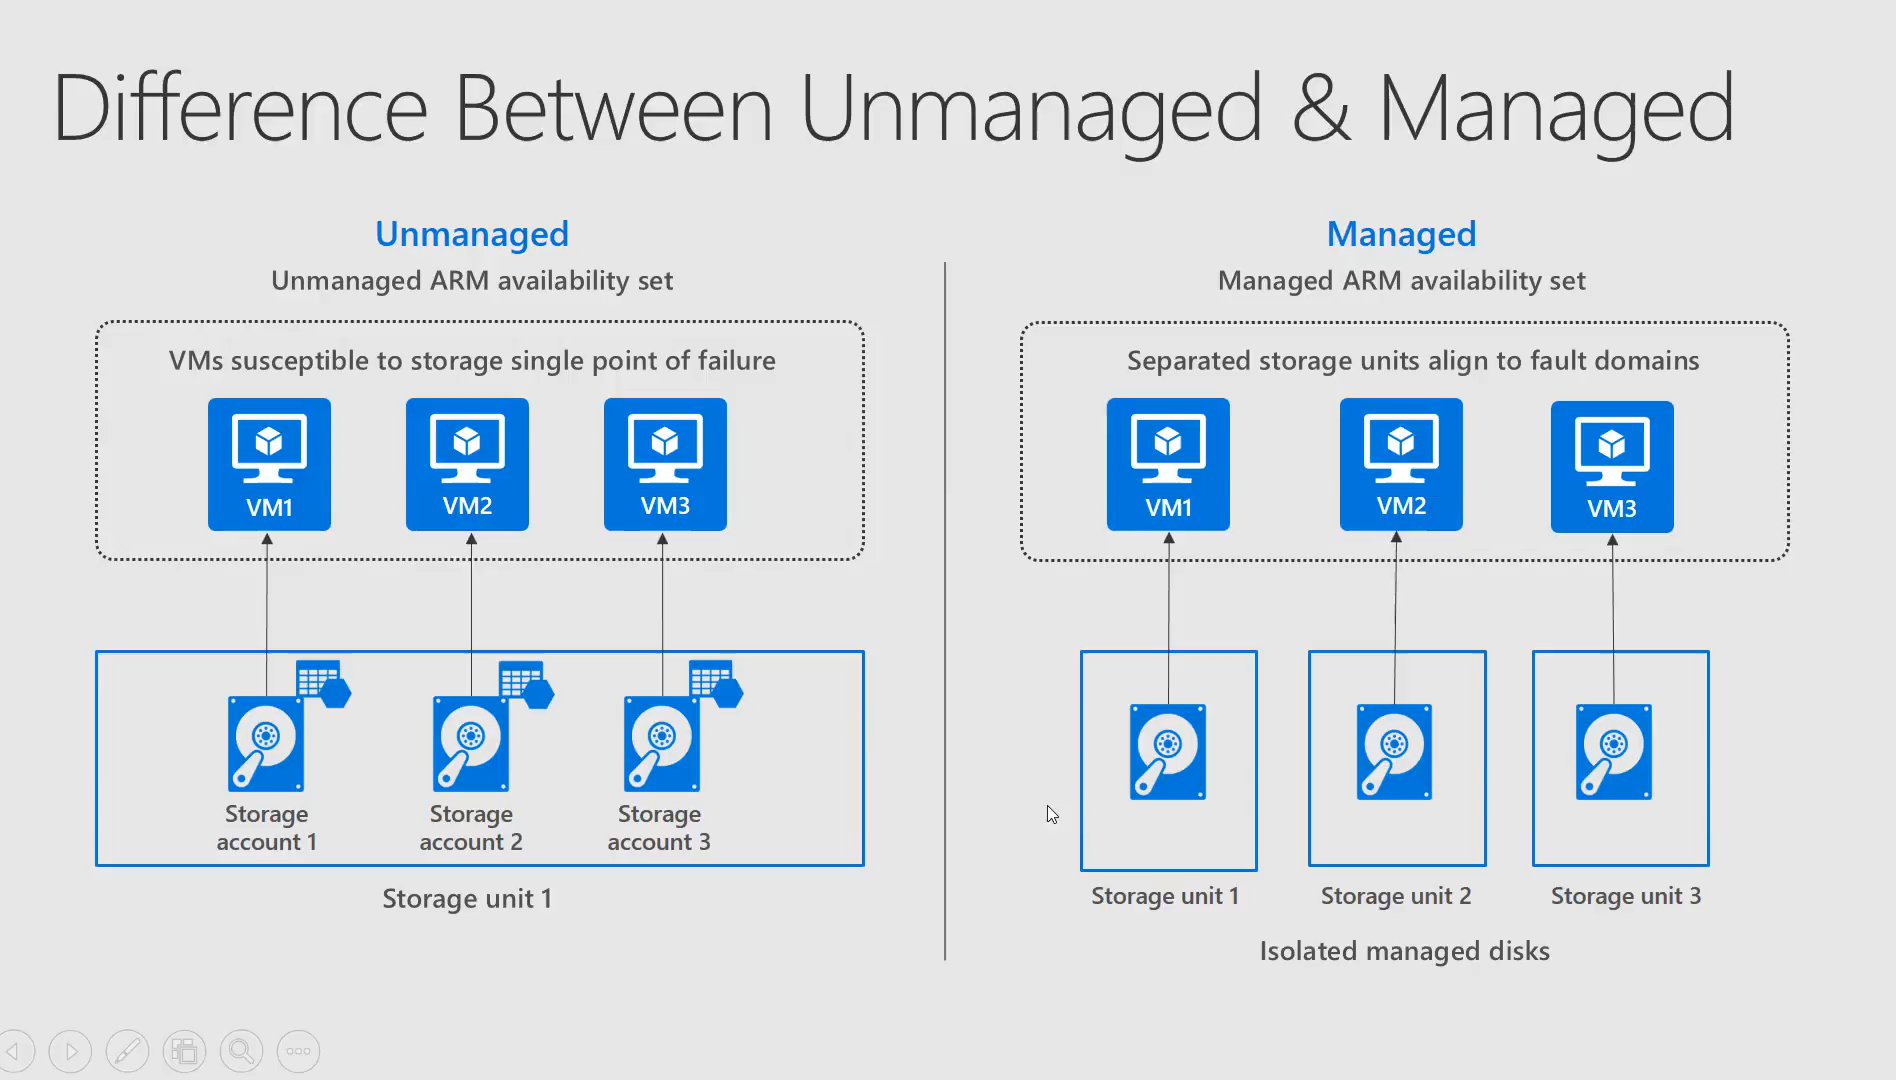 Difference Between Unmanaged & Managed
Unmanaged
Unmanaged ARM availability set
VMs susceptible to storage single point of failure
VM1
VM2
VM3
Storage
account 1
Storage
account 2
Storage
account 3
Storage unit 1
Managed
Managed ARM availability set
Separated storage units align to fault domains
VM1
VM2
VM3
Storage unit 1
Storage unit 2
Storage unit 3
Isolated managed disks